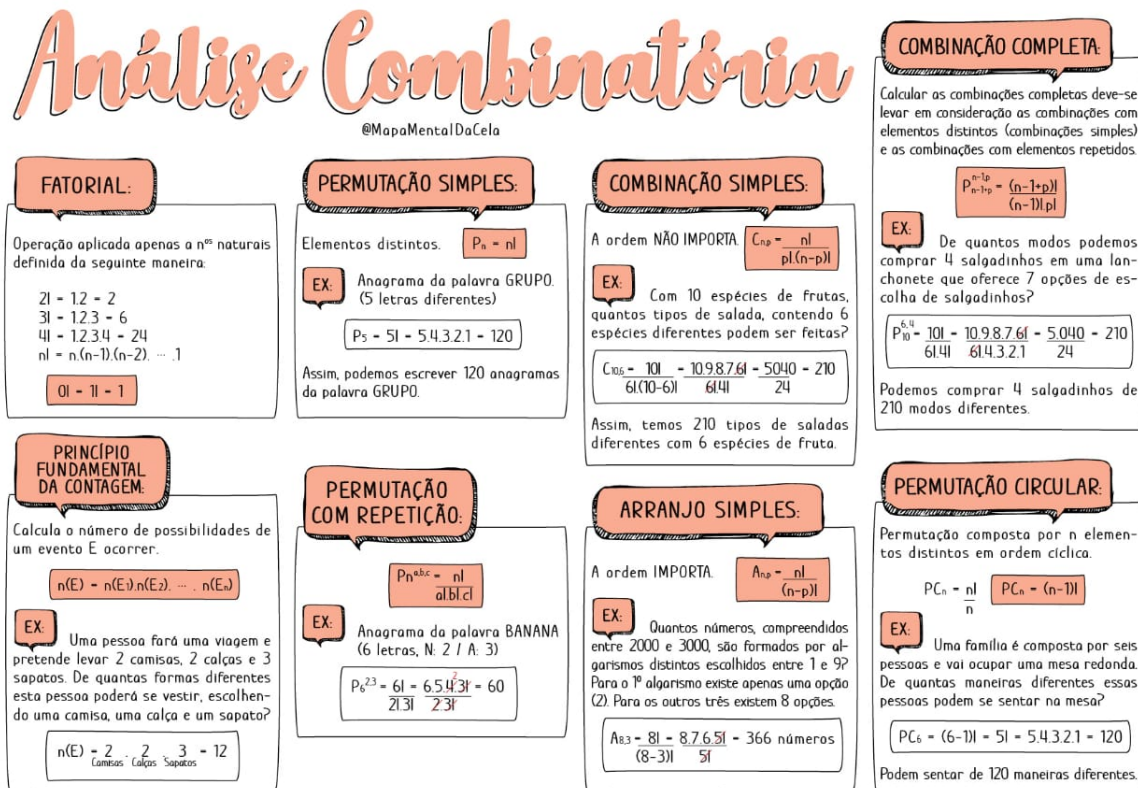 Análise Combinatória
@MapaMentalDaCela
FATORIAL:
Operação aplicada apenas a nºs naturais
definida da seguinte maneira:
2! = 1.2 = 2
3! = 1.2.3 = 6
4! = 1.2.3.4 = 24
n! = n.(n-1).(n-2). ... .1
0! = 1! = 1
PRINCÍPIO
FUNDAMENTAL
DA CONTAGEM:
Calcula o número de possibilidades de
um evento E ocorrer.
n(E) = n(E₁).n(E₂). ... . n(Eₙ)
EX:
Uma pessoa fará uma viagem e
pretende levar 2 camisas, 2 calças e 3
sapatos. De quantas formas diferentes
esta pessoa poderá se vestir, escolhen-
do uma camisa, uma calça e um sapato?
n(E) = 2 . 2 . 3 = 12
Camisas Calças Sapatos
PERMUTAÇÃO SIMPLES:
Elementos distintos.
Pₙ = n!
EX:
Anagrama da palavra GRUPO.
(5 letras diferentes)
P₅ = 5! = 5.4.3.2.1 = 120
Assim, podemos escrever 120 anagramas
da palavra GRUPO.
PERMUTAÇÃO
COM REPETIÇÃO:
Pnᵃ,ᵇ,ᶜ = n!
a!.b!.c!
EX:
Anagrama da palavra BANANA
(6 letras, N: 2 / A: 3)
P₆²,³ = 6! = 6.5.4.3! = 60
2!.3! 2.3!
2
COMBINAÇÃO SIMPLES:
A ordem NÃO IMPORTA.
Cₙ,ₚ = n!
p!.(n-p)!
EX:
Com 10 espécies de frutas,
quantos tipos de salada, contendo 6
espécies diferentes podem ser feitas?
C₁₀,₆ = 10! = 10.9.8.7.6! = 5040 = 210
6!.(10-6)! 6!.4! 24
Assim, temos 210 tipos de saladas
diferentes com 6 espécies de fruta.
ARRANJO SIMPLES:
A ordem IMPORTA.
Aₙ,ₚ = n!
(n-p)!
EX:
Quantos números, compreendidos
entre 2000 e 3000, são formados por al-
garismos distintos escolhidos entre 1 e 9?
Para o 1º algarismo existe apenas uma opção
(2). Para os outros três existem 8 opções.
A₈,₃ = 8! = 8.7.6.5! = 366 números
(8-3)! 5!
COMBINAÇÃO COMPLETA:
Calcular as combinações completas deve-se
levar em consideração as combinações com
elementos distintos (combinações simples)
e as combinações com elementos repetidos.
Pₙ₋₁₊ₚⁿ⁻¹,ᵖ = (n-1+p)!
(n-1)!.p!
EX:
De quantos modos podemos
comprar 4 salgadinhos em uma lan-
chonete que oferece 7 opções de es-
colha de salgadinhos?
P₁₀⁶,⁴ = 10! = 10.9.8.7.6! = 5.040 = 210
6!.4! 6!.4.3.2.1 24
Podemos comprar 4 salgadinhos de
210 modos diferentes.
PERMUTAÇÃO CIRCULAR:
Permutação composta por n elemen-
tos distintos em ordem cíclica.
PCₙ = n!
n
PCₙ = (n-1)!
EX:
Uma família é composta por seis
pessoas e vai ocupar uma mesa redonda.
De quantas maneiras diferentes essas
pessoas podem se sentar na mesa?
PC₆ = (6-1)! = 5! = 5.4.3.2.1 = 120
Podem sentar de 120 maneiras diferentes.